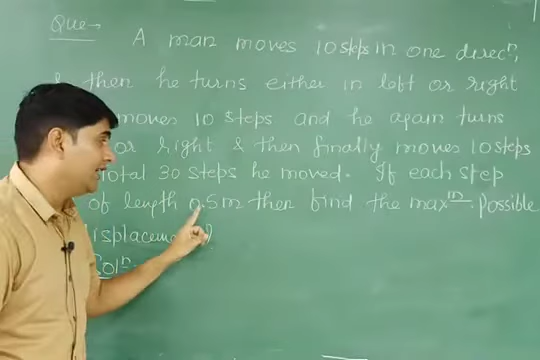 Que→
A man moves 10 steps in one direcⁿ,
& then he turns either in left or right
moves 10 steps and he again turns
or right & then finally moves 10 steps
total 30 steps he moved. If each step
of length 0.5m then find the maxᵐ. possible
isplacement?
Solⁿ